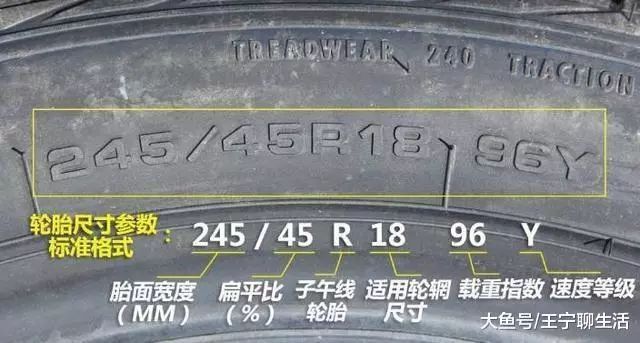 TREADWEAR 240 TRACTION
245/45R18 96Y
轮胎尺寸参数:
标准格式
245 / 45 R 18 96 Y
胎面宽度 扁平比 子午线 适用轮辋 载重指数 速度等级
(MM) (%) 轮胎 尺寸
大鱼号/王宁聊生活